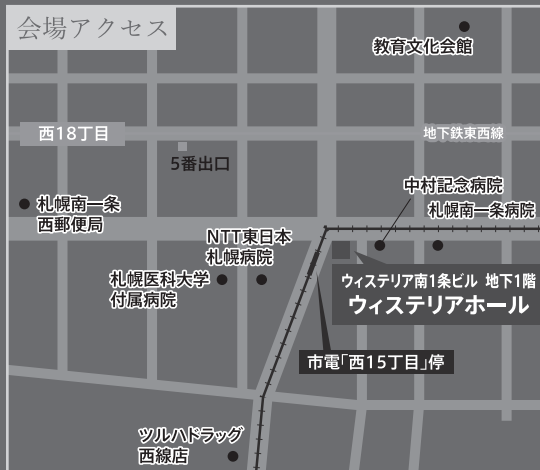 会場アクセス
教育文化会館
西18丁目
地下鉄東西線
5番出口
中村記念病院
札幌南一条病院
札幌南一条
西郵便局
NTT東日本
札幌病院
札幌医科大学
付属病院
ウィステリア南1条ビル 地下1階
ウィステリアホール
市電「西15丁目」停
ツルハドラッグ
西線店